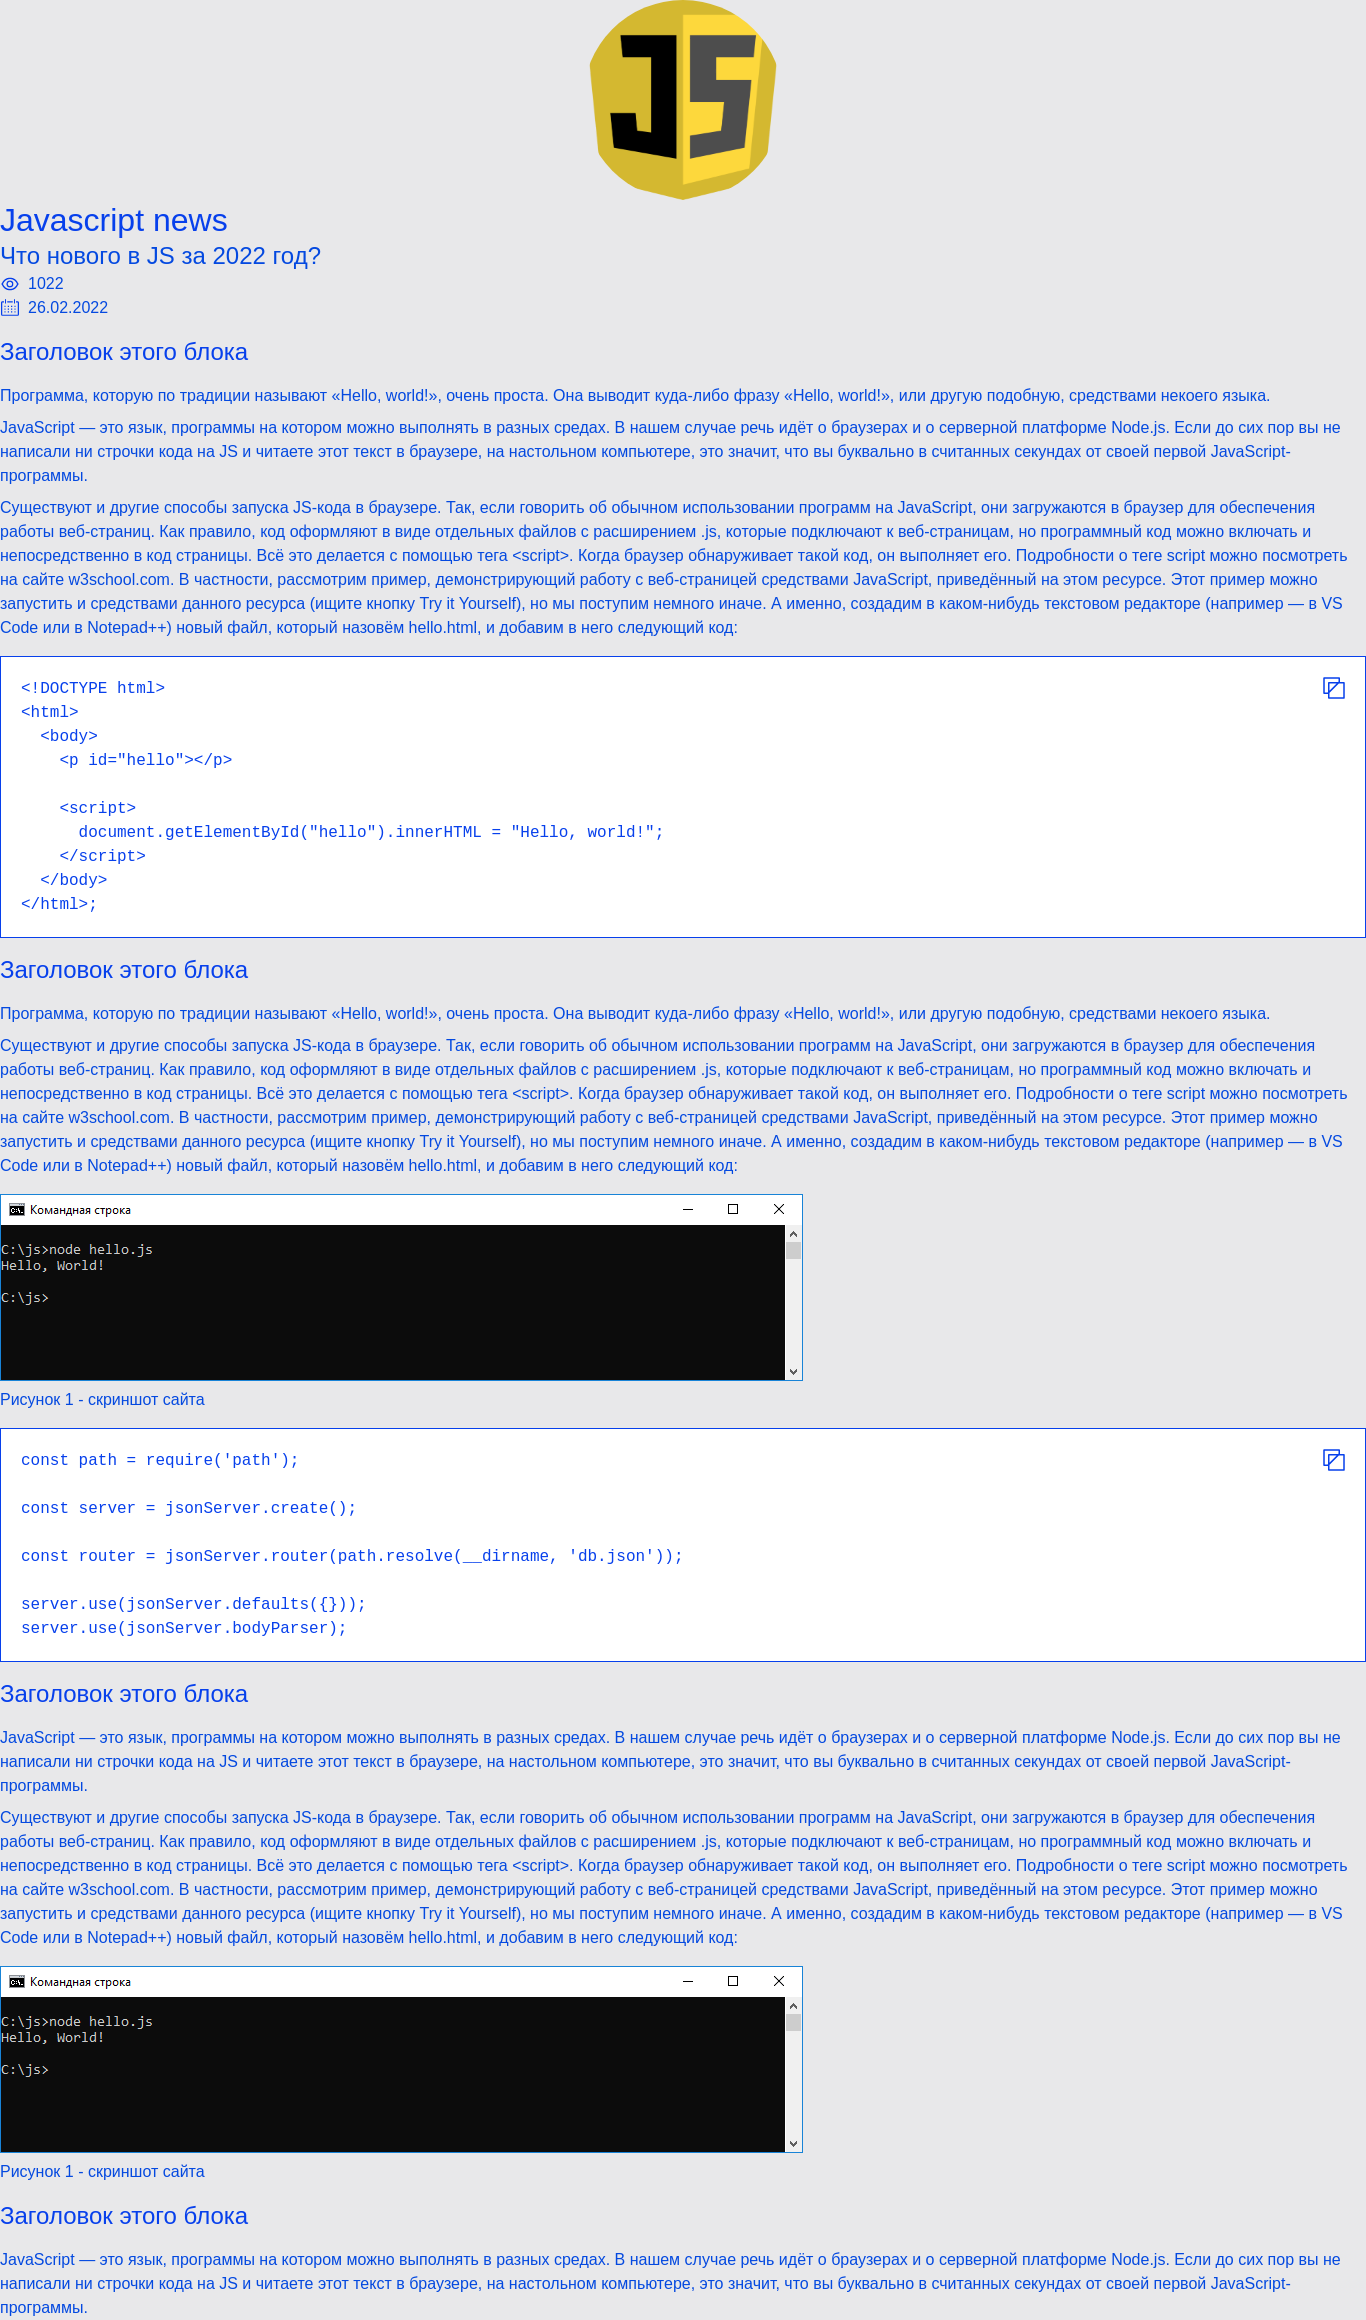 JS
Javascript news
Что нового в JS за 2022 год?
1022
26.02.2022
Заголовок этого блока
Программа, которую по традиции называют «Hello, world!», очень проста. Она выводит куда-либо фразу «Hello, world!», или другую подобную, средствами некоего языка.
JavaScript — это язык, программы на котором можно выполнять в разных средах. В нашем случае речь идёт о браузерах и о серверной платформе Node.js. Если до сих пор вы не
написали ни строчки кода на JS и читаете этот текст в браузере, на настольном компьютере, это значит, что вы буквально в считанных секундах от своей первой JavaScript-
программы.
Существуют и другие способы запуска JS-кода в браузере. Так, если говорить об обычном использовании программ на JavaScript, они загружаются в браузер для обеспечения
работы веб-страниц. Как правило, код оформляют в виде отдельных файлов с расширением .js, которые подключают к веб-страницам, но программный код можно включать и
непосредственно в код страницы. Всё это делается с помощью тега <script>. Когда браузер обнаруживает такой код, он выполняет его. Подробности о теге script можно посмотреть
на сайте w3school.com. В частности, рассмотрим пример, демонстрирующий работу с веб-страницей средствами JavaScript, приведённый на этом ресурсе. Этот пример можно
запустить и средствами данного ресурса (ищите кнопку Try it Yourself), но мы поступим немного иначе. А именно, создадим в каком-нибудь текстовом редакторе (например — в VS
Code или в Notepad++) новый файл, который назовём hello.html, и добавим в него следующий код:
<!DOCTYPE html>
<html>
  <body>
    <p id="hello"></p>

    <script>
      document.getElementById("hello").innerHTML = "Hello, world!";
    </script>
  </body>
</html>;
Заголовок этого блока
Программа, которую по традиции называют «Hello, world!», очень проста. Она выводит куда-либо фразу «Hello, world!», или другую подобную, средствами некоего языка.
Существуют и другие способы запуска JS-кода в браузере. Так, если говорить об обычном использовании программ на JavaScript, они загружаются в браузер для обеспечения
работы веб-страниц. Как правило, код оформляют в виде отдельных файлов с расширением .js, которые подключают к веб-страницам, но программный код можно включать и
непосредственно в код страницы. Всё это делается с помощью тега <script>. Когда браузер обнаруживает такой код, он выполняет его. Подробности о теге script можно посмотреть
на сайте w3school.com. В частности, рассмотрим пример, демонстрирующий работу с веб-страницей средствами JavaScript, приведённый на этом ресурсе. Этот пример можно
запустить и средствами данного ресурса (ищите кнопку Try it Yourself), но мы поступим немного иначе. А именно, создадим в каком-нибудь текстовом редакторе (например — в VS
Code или в Notepad++) новый файл, который назовём hello.html, и добавим в него следующий код:
Командная строка
C:\js>node hello.js
Hello, World!
C:\js>
Рисунок 1 - скриншот сайта
const path = require('path');

const server = jsonServer.create();

const router = jsonServer.router(path.resolve(__dirname, 'db.json'));

server.use(jsonServer.defaults({}));
server.use(jsonServer.bodyParser);
Заголовок этого блока
JavaScript — это язык, программы на котором можно выполнять в разных средах. В нашем случае речь идёт о браузерах и о серверной платформе Node.js. Если до сих пор вы не
написали ни строчки кода на JS и читаете этот текст в браузере, на настольном компьютере, это значит, что вы буквально в считанных секундах от своей первой JavaScript-
программы.
Существуют и другие способы запуска JS-кода в браузере. Так, если говорить об обычном использовании программ на JavaScript, они загружаются в браузер для обеспечения
работы веб-страниц. Как правило, код оформляют в виде отдельных файлов с расширением .js, которые подключают к веб-страницам, но программный код можно включать и
непосредственно в код страницы. Всё это делается с помощью тега <script>. Когда браузер обнаруживает такой код, он выполняет его. Подробности о теге script можно посмотреть
на сайте w3school.com. В частности, рассмотрим пример, демонстрирующий работу с веб-страницей средствами JavaScript, приведённый на этом ресурсе. Этот пример можно
запустить и средствами данного ресурса (ищите кнопку Try it Yourself), но мы поступим немного иначе. А именно, создадим в каком-нибудь текстовом редакторе (например — в VS
Code или в Notepad++) новый файл, который назовём hello.html, и добавим в него следующий код:
Командная строка
C:\js>node hello.js
Hello, World!
C:\js>
Рисунок 1 - скриншот сайта
Заголовок этого блока
JavaScript — это язык, программы на котором можно выполнять в разных средах. В нашем случае речь идёт о браузерах и о серверной платформе Node.js. Если до сих пор вы не
написали ни строчки кода на JS и читаете этот текст в браузере, на настольном компьютере, это значит, что вы буквально в считанных секундах от своей первой JavaScript-
программы.